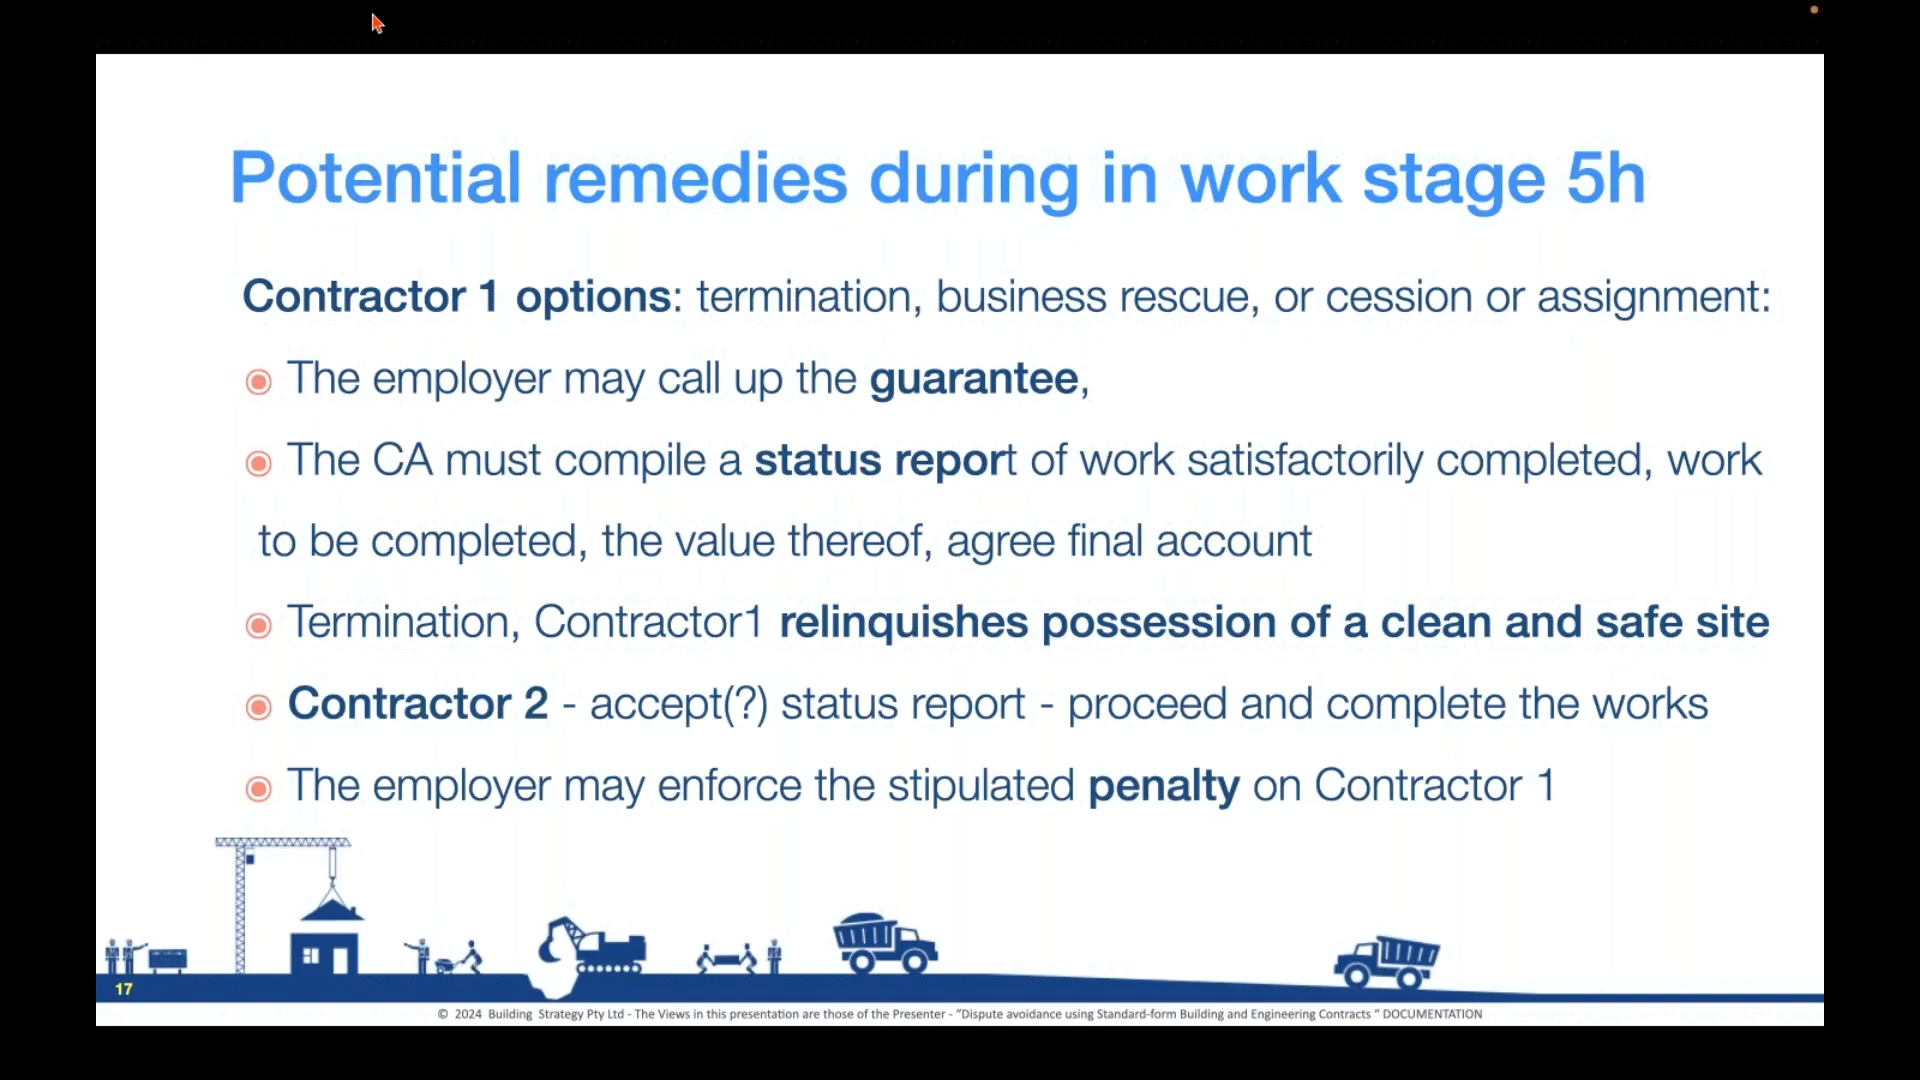 Potential remedies during in work stage 5h
Contractor 1 options: termination, business rescue, or cession or assignment:
The employer may call up the guarantee,
The CA must compile a status report of work satisfactorily completed, work
to be completed, the value thereof, agree final account
Termination, Contractor1 relinquishes possession of a clean and safe site
Contractor 2 - accept(?) status report - proceed and complete the works
The employer may enforce the stipulated penalty on Contractor 1
17
© 2024 Building Strategy Pty Ltd - The Views in this presentation are those of the Presenter - “Dispute avoidance using Standard-form Building and Engineering Contracts “ DOCUMENTATION